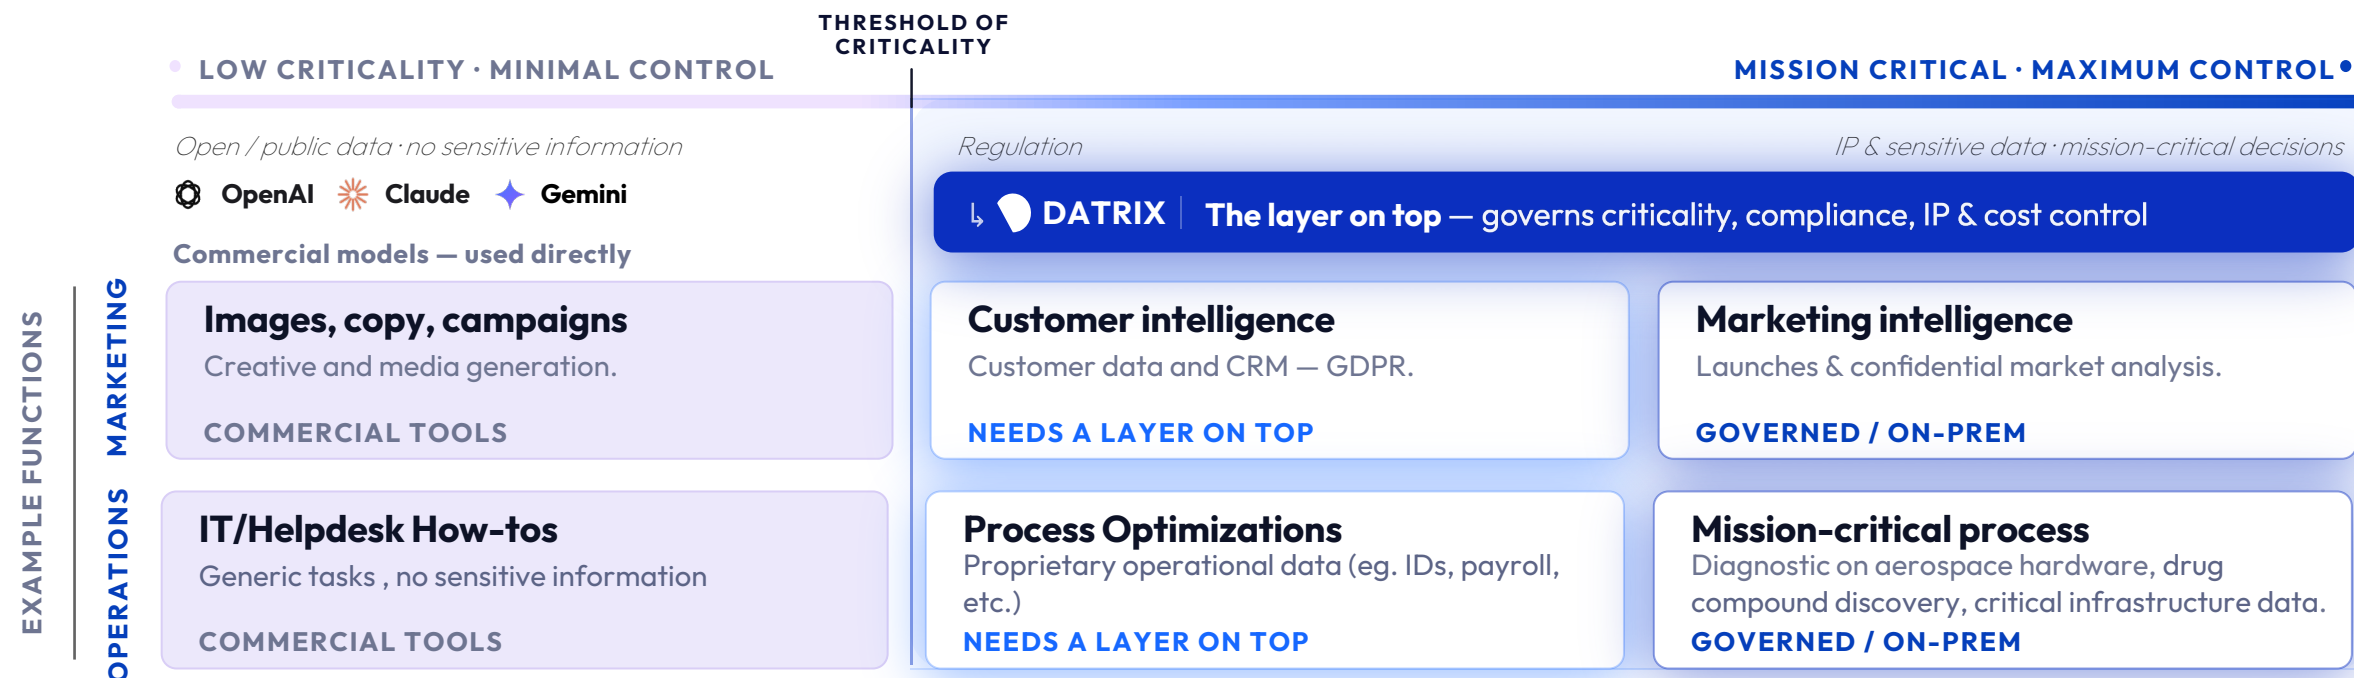 THRESHOLD OF
CRITICALITY
LOW CRITICALITY · MINIMAL CONTROL
MISSION CRITICAL · MAXIMUM CONTROL
Open / public data · no sensitive information
Regulation
IP & sensitive data · mission-critical decisions
OpenAI Claude Gemini
↳ DATRIX | The layer on top — governs criticality, compliance, IP & cost control
Commercial models — used directly
EXAMPLE FUNCTIONS
MARKETING
Images, copy, campaigns
Creative and media generation.
COMMERCIAL TOOLS
Customer intelligence
Customer data and CRM — GDPR.
NEEDS A LAYER ON TOP
Marketing intelligence
Launches & confidential market analysis.
GOVERNED / ON-PREM
OPERATIONS
IT/Helpdesk How-tos
Generic tasks , no sensitive information
COMMERCIAL TOOLS
Process Optimizations
Proprietary operational data (eg. IDs, payroll,
etc.)
NEEDS A LAYER ON TOP
Mission-critical process
Diagnostic on aerospace hardware, drug
compound discovery, critical infrastructure data.
GOVERNED / ON-PREM